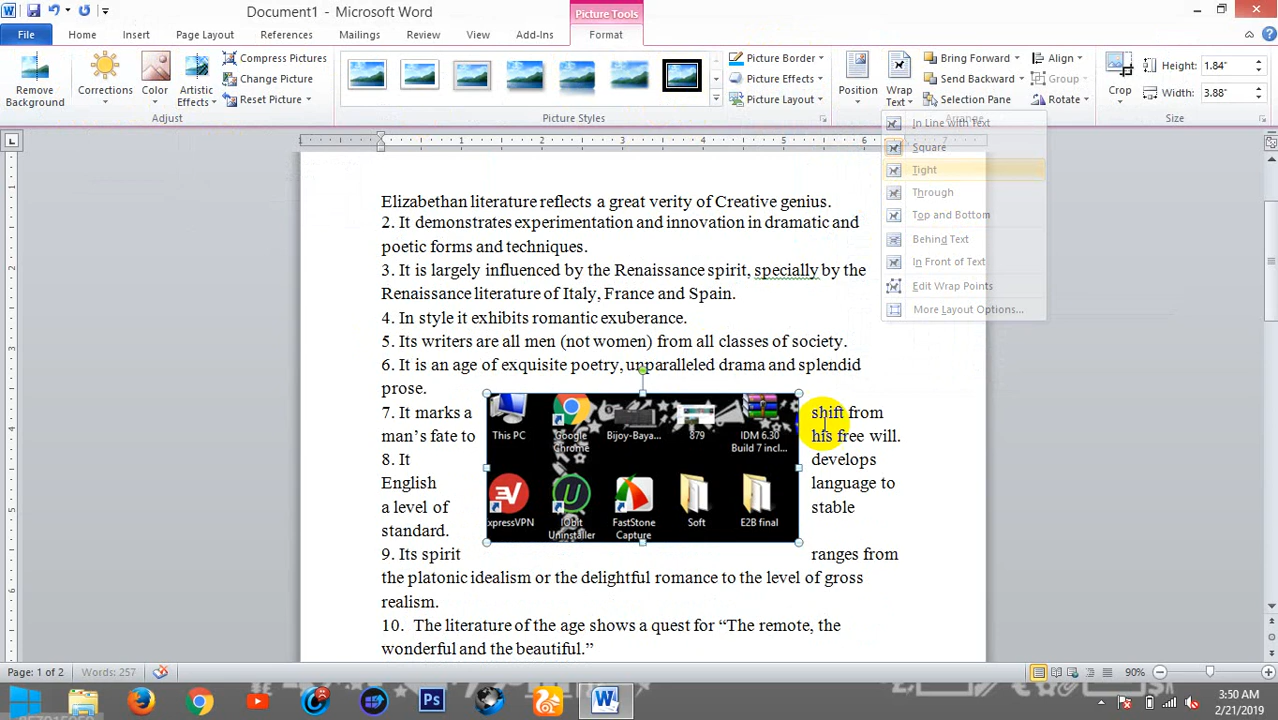 Document1 - Microsoft Word
Picture Tools
File
Home
Insert
Page Layout
References
Mailings
Review
View
Add-Ins
Format
Remove Background
Corrections
Color
Artistic Effects
Compress Pictures
Change Picture
Reset Picture
Adjust
Picture Styles
Picture Border
Picture Effects
Picture Layout
Position
Wrap Text
Bring Forward
Send Backward
Selection Pane
Align
Group
Rotate
Crop
Height: 1.84"
Width: 3.88"
Size
In Line with Text
Square
Tight
Through
Top and Bottom
Behind Text
In Front of Text
Edit Wrap Points
More Layout Options...
Elizabethan literature reflects a great verity of Creative genius.
2. It demonstrates experimentation and innovation in dramatic and
poetic forms and techniques.
3. It is largely influenced by the Renaissance spirit, specially by the
Renaissance literature of Italy, France and Spain.
4. In style it exhibits romantic exuberance.
5. Its writers are all men (not women) from all classes of society.
6. It is an age of exquisite poetry, unparalleled drama and splendid
prose.
7. It marks a shift from
man's fate to his free will.
8. It develops
English language to
a level of stable
standard.
9. Its spirit ranges from
the platonic idealism or the delightful romance to the level of gross
realism.
10. The literature of the age shows a quest for “The remote, the
wonderful and the beautiful.”
This PC
Google Chrome
Bijoy-Baya...
879
IDM 6.30 Build 7 incl...
xpressVPN
IObit Uninstaller
FastStone Capture
Soft
E2B final
Page: 1 of 2
Words: 257
90%
3:50 AM
2/21/2019